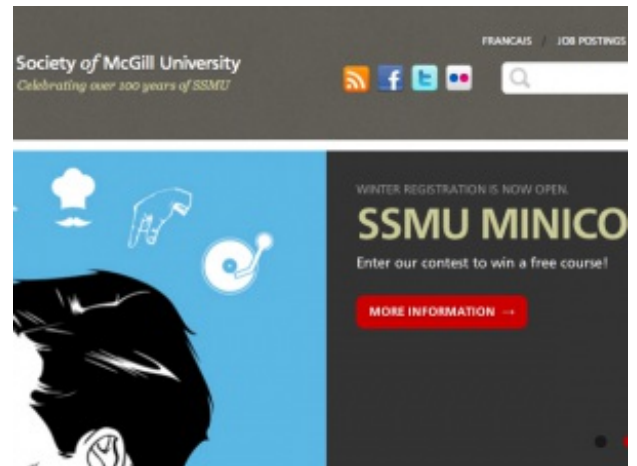 FRANCAIS / JOB POSTINGS
Society of McGill University
Celebrating over 100 years of SSMU
WINTER REGISTRATION IS NOW OPEN.
SSMU MINICO
Enter our contest to win a free course!
MORE INFORMATION →